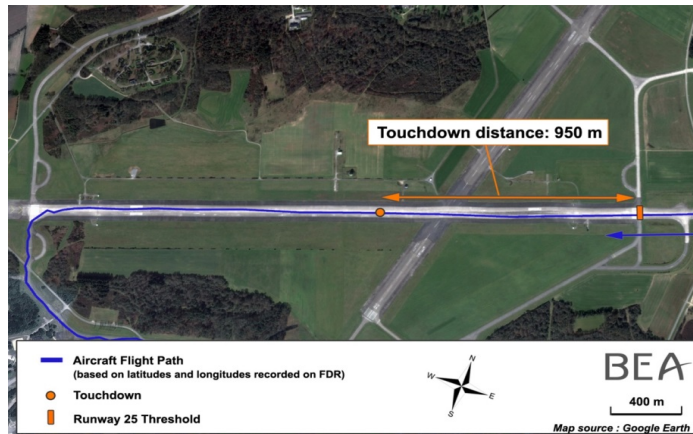 Touchdown distance: 950 m
Aircraft Flight Path
(based on latitudes and longitudes recorded on FDR)
Touchdown
Runway 25 Threshold
N
W
E
S
BEA
400 m
Map source : Google Earth